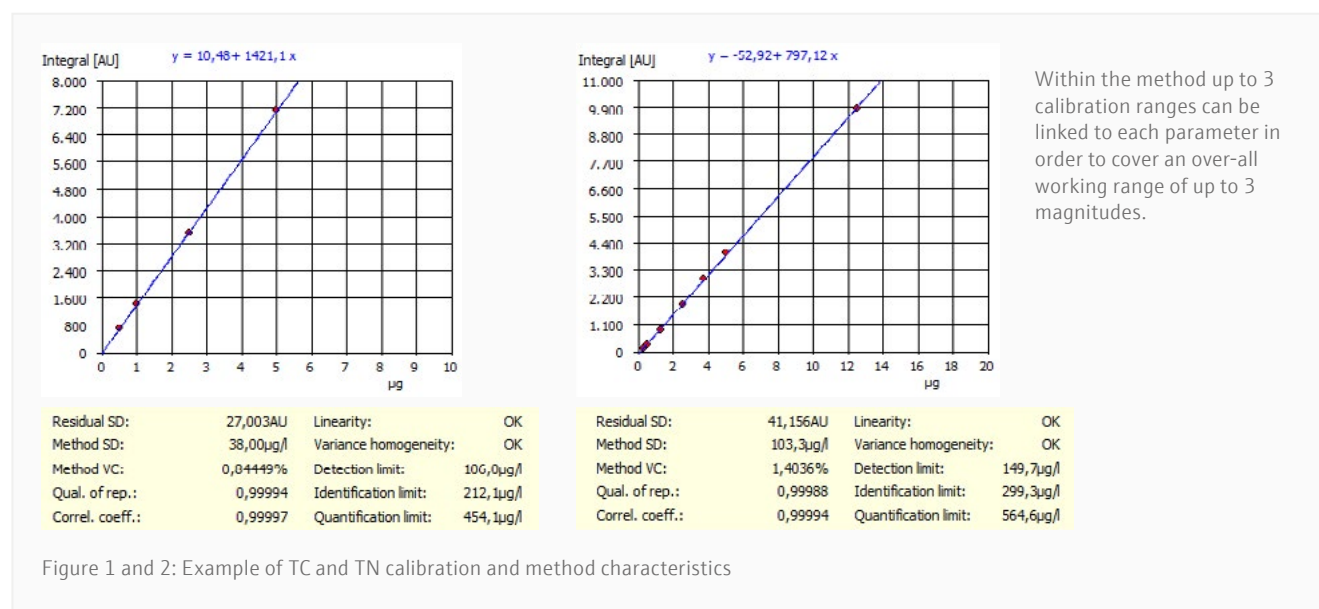 Integral [AU]
y = 10,48+ 1421,1 x
8.000
7.200
6.400
5.600
4.800
4.000
3.200
2.400
1.600
800
0
0 1 2 3 4 5 6 7 8 9 10
µg
Residual SD: 27,003AU Linearity: OK
Method SD: 38,00µg/l Variance homogeneity: OK
Method VC: 0,84449% Detection limit: 106,0µg/l
Qual. of rep.: 0,99994 Identification limit: 212,1µg/l
Correl. coeff.: 0,99997 Quantification limit: 454,1µg/l
Integral [AU]
y = -52,92+ 797,12 x
11.000
9.900
8.800
7.700
6.600
5.500
4.400
3.300
2.200
1.100
0
0 2 4 6 8 10 12 14 16 18 20
µg
Residual SD: 41,156AU Linearity: OK
Method SD: 103,3µg/l Variance homogeneity: OK
Method VC: 1,4036% Detection limit: 149,7µg/l
Qual. of rep.: 0,99988 Identification limit: 299,3µg/l
Correl. coeff.: 0,99994 Quantification limit: 564,6µg/l
Within the method up to 3
calibration ranges can be
linked to each parameter in
order to cover an over-all
working range of up to 3
magnitudes.
Figure 1 and 2: Example of TC and TN calibration and method characteristics